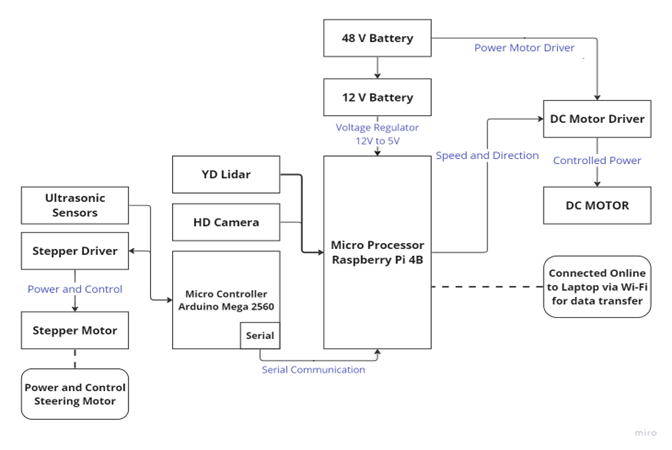 48 V Battery
Power Motor Driver
12 V Battery
Voltage Regulator
12V to 5V
DC Motor Driver
Speed and Direction
Controlled Power
YD Lidar
DC MOTOR
Ultrasonic
Sensors
HD Camera
Stepper Driver
Micro Processor
Raspberry Pi 4B
Connected Online
to Laptop via Wi-Fi
for data transfer
Power and Control
Micro Controller
Arduino Mega 2560
Stepper Motor
Serial
Serial Communication
Power and Control
Steering Motor
miro